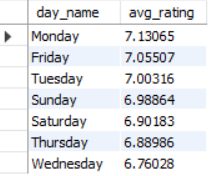 day_name avg_rating
Monday 7.13065
Friday 7.05507
Tuesday 7.00316
Sunday 6.98864
Saturday 6.90183
Thursday 6.88986
Wednesday 6.76028